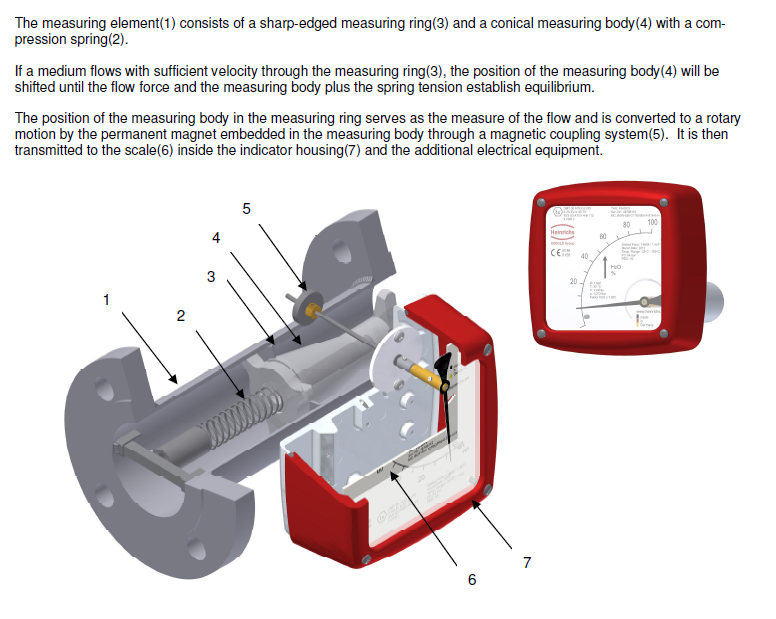 The measuring element(1) consists of a sharp-edged measuring ring(3) and a conical measuring body(4) with a com-
pression spring(2).
If a medium flows with sufficient velocity through the measuring ring(3), the position of the measuring body(4) will be
shifted until the flow force and the measuring body plus the spring tension establish equilibrium.
The position of the measuring body in the measuring ring serves as the measure of the flow and is converted to a rotary
motion by the permanent magnet embedded in the measuring body through a magnetic coupling system(5). It is then
transmitted to the scale(6) inside the indicator housing(7) and the additional electrical equipment.
5
4
3
1
2
Heinrichs
80
100
60
40
H2O
%
20
7
6